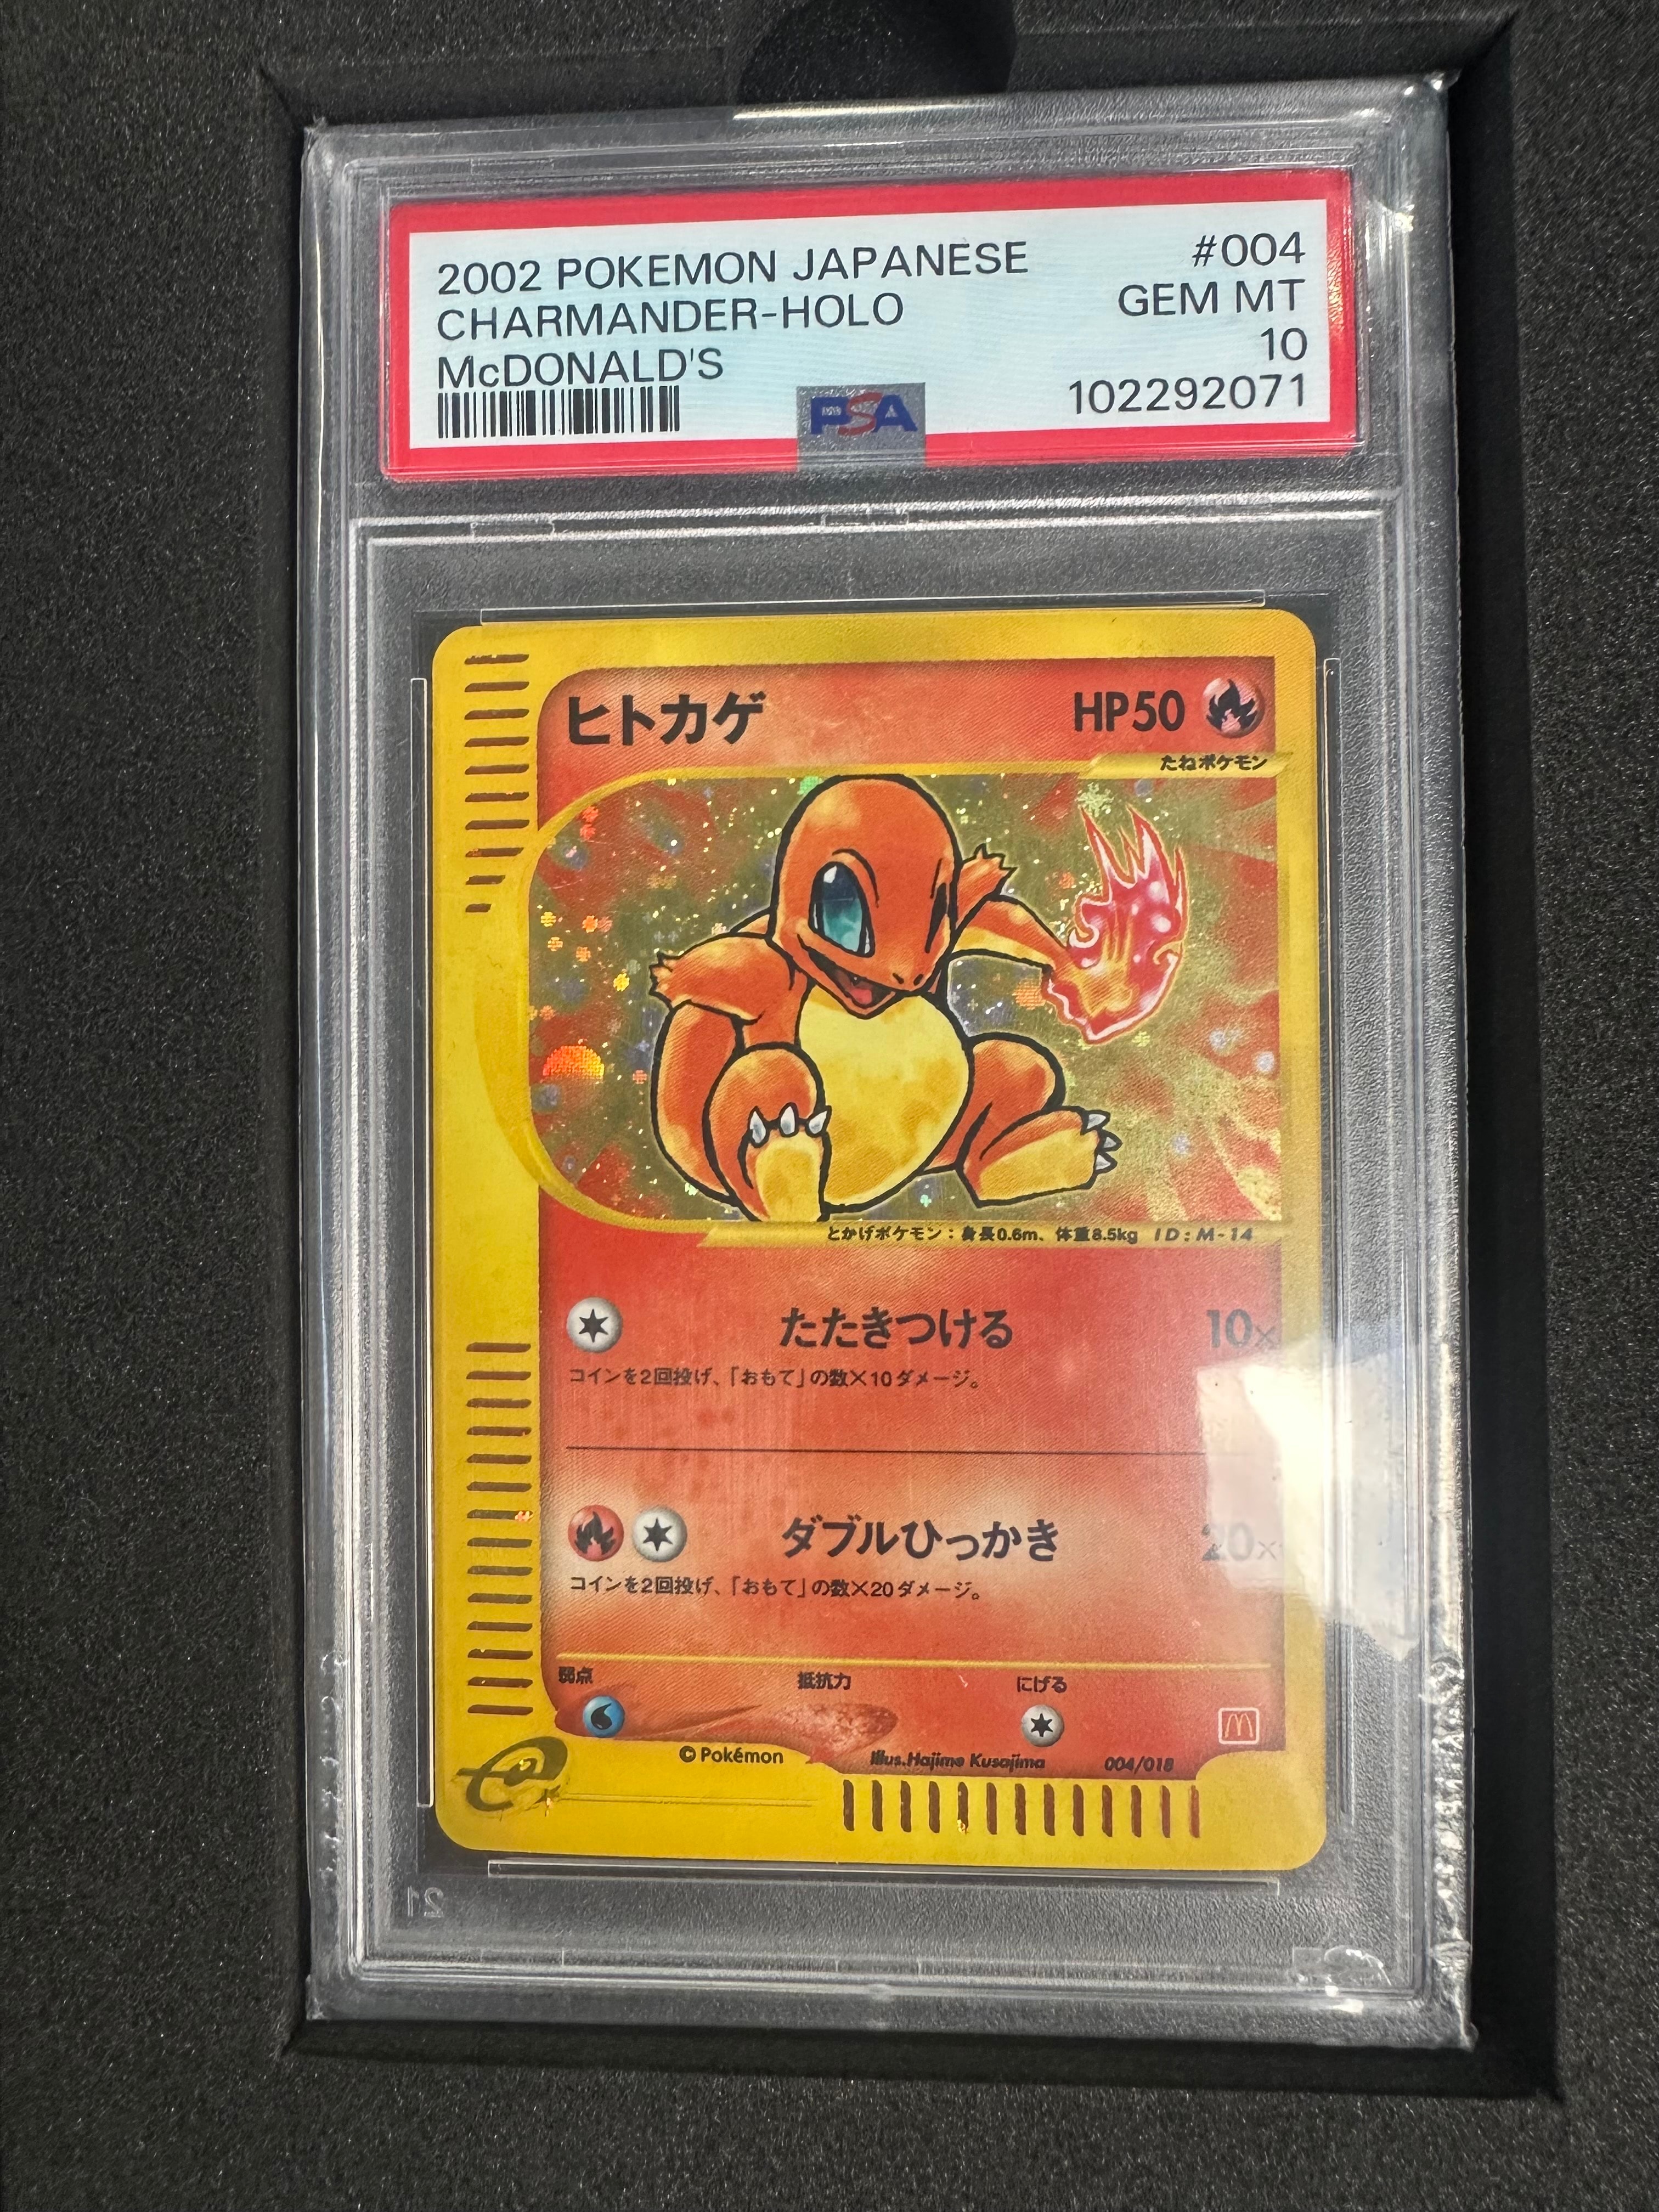 2002 POKEMON JAPANESE #004
CHARMANDER-HOLO GEM MT
McDONALD'S 10
PSA 102292071
ヒトカゲ HP50
たねポケモン
とかげポケモン：身長0.6m、体重8.5kg ID:M-14
たたきつける 10×
コインを2回投げ、「おもて」の数×10ダメージ。
ダブルひっかき 20×
コインを2回投げ、「おもて」の数×20ダメージ。
弱点 抵抗力 にげる
e
© Pokémon Illus.Hajime Kusajima 004/018
21